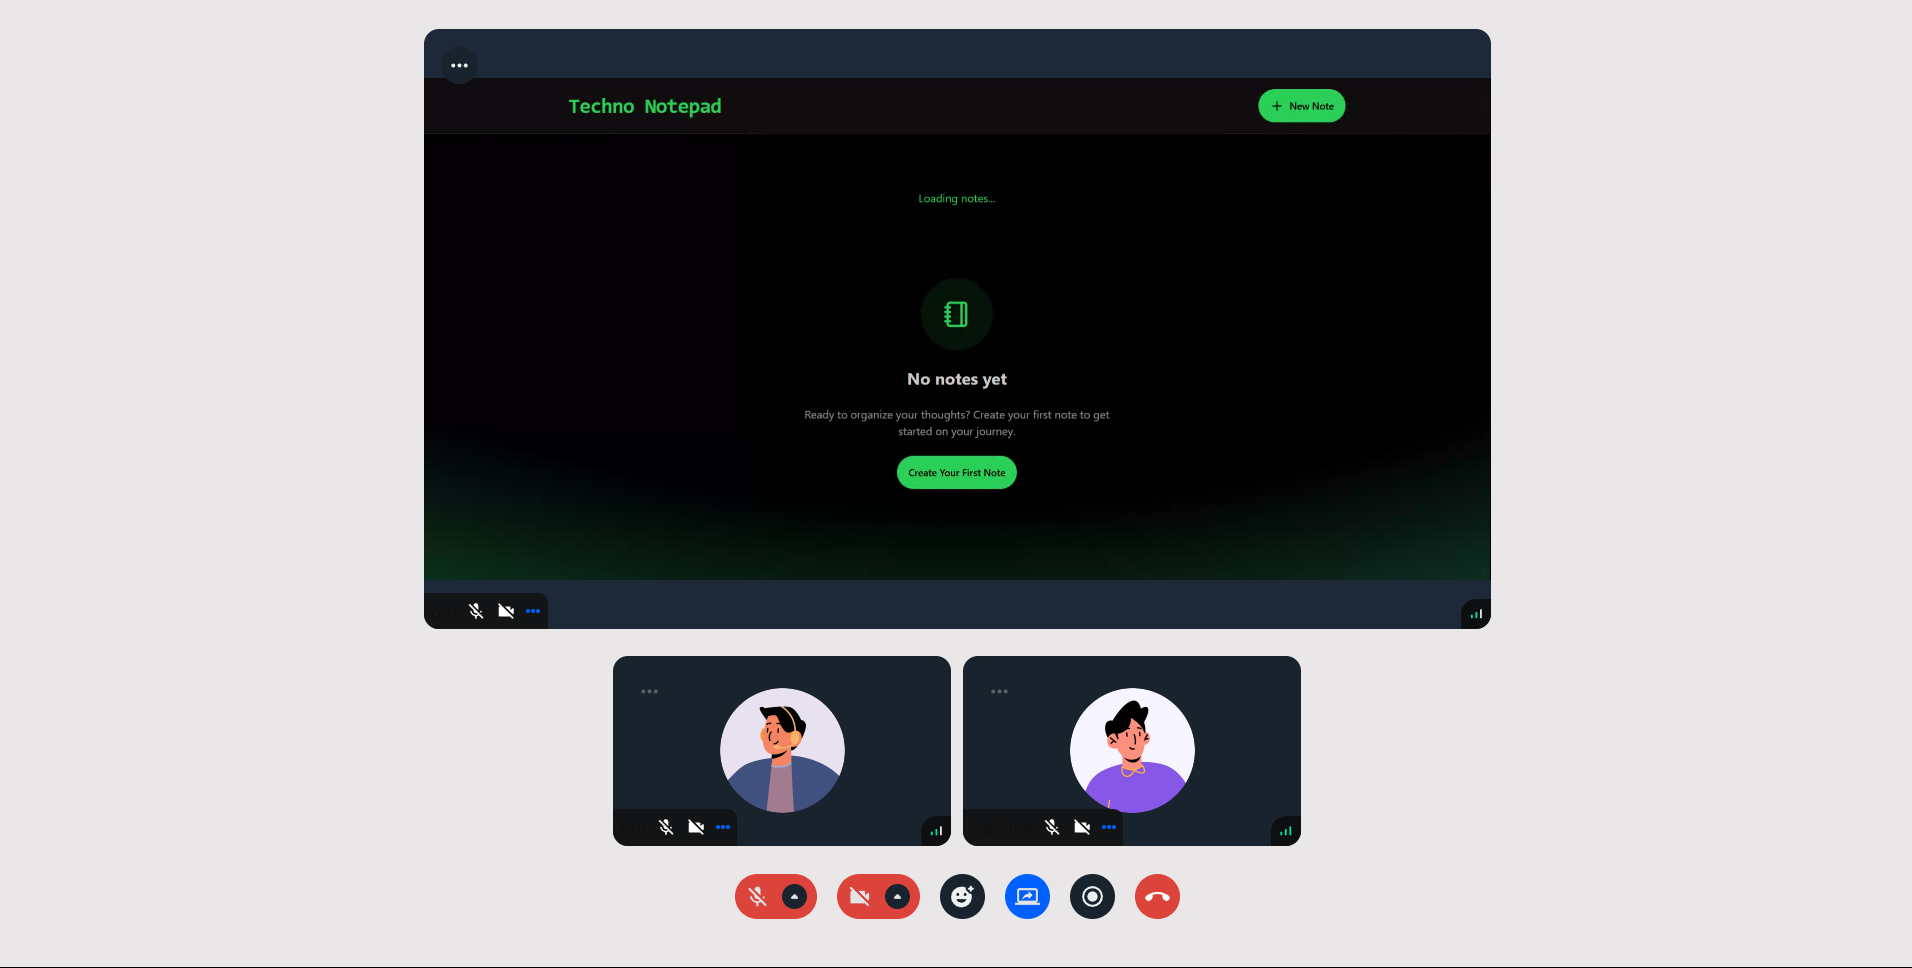 Techno Notepad
New Note
Loading notes...
No notes yet
Ready to organize your thoughts? Create your first note to get
started on your journey.
Create Your First Note